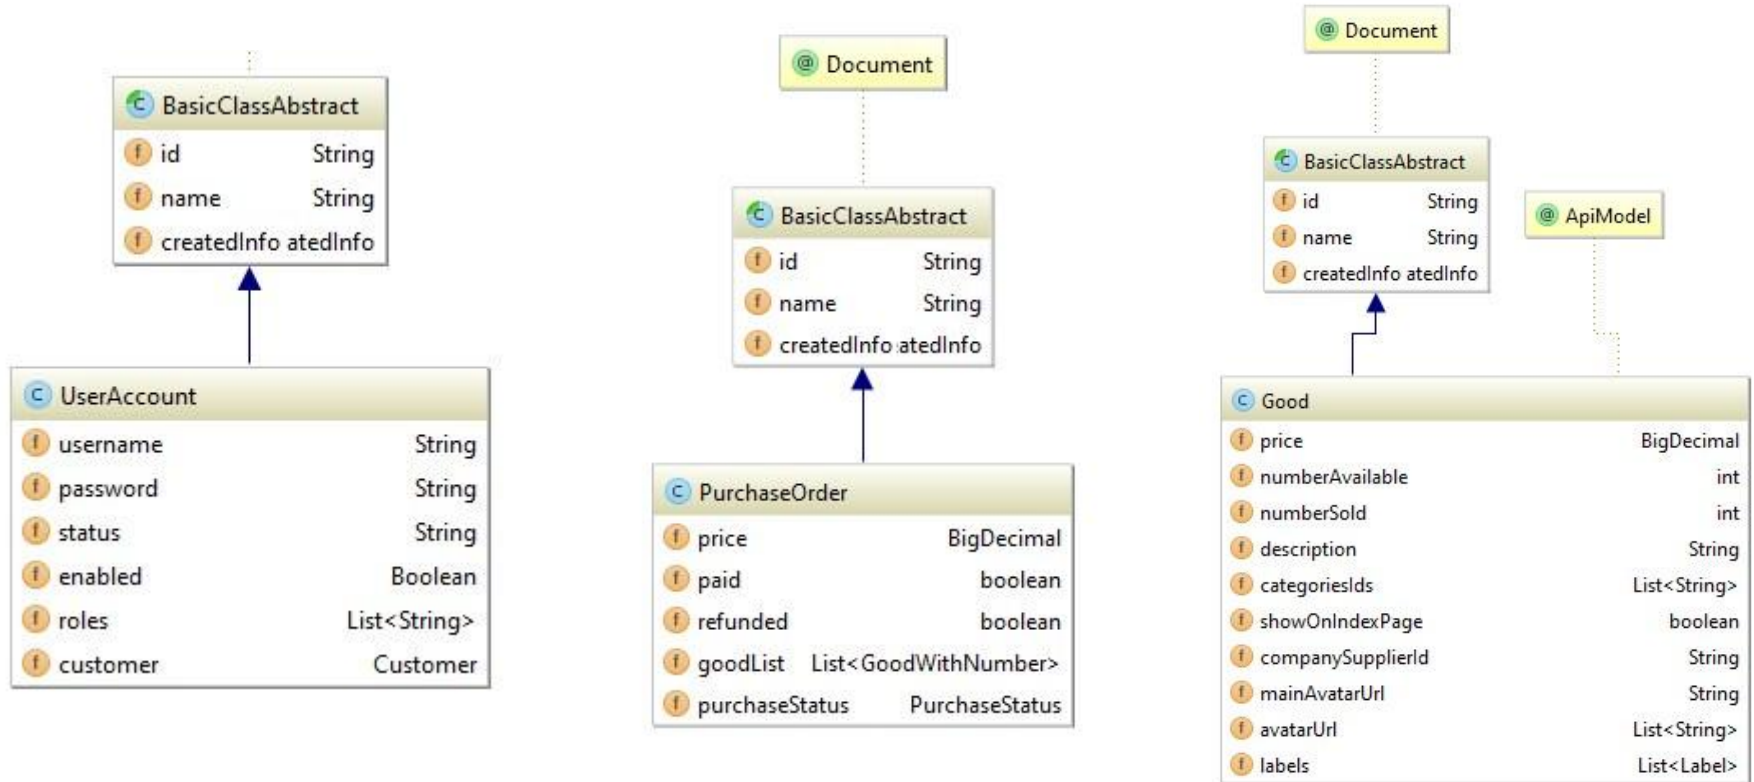 BasicClassAbstract
id String
name String
createdInfo atedInfo
UserAccount
username String
password String
status String
enabled Boolean
roles List<String>
customer Customer
@ Document
BasicClassAbstract
id String
name String
createdInfo atedInfo
PurchaseOrder
price BigDecimal
paid boolean
refunded boolean
goodList List<GoodWithNumber>
purchaseStatus PurchaseStatus
@ Document
BasicClassAbstract
id String
name String
createdInfo atedInfo
@ ApiModel
Good
price BigDecimal
numberAvailable int
numberSold int
description String
categoriesIds List<String>
showOnIndexPage boolean
companySupplierId String
mainAvatarUrl String
avatarUrl List<String>
labels List<Label>